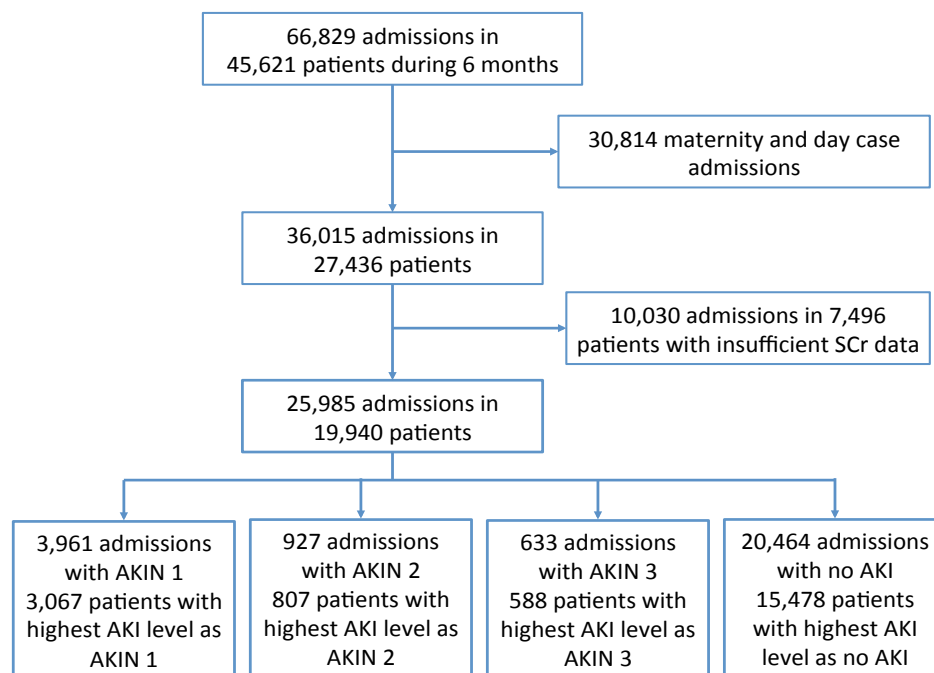 66,829 admissions in
45,621 patients during 6 months
30,814 maternity and day case
admissions
36,015 admissions in
27,436 patients
10,030 admissions in 7,496
patients with insufficient SCr data
25,985 admissions in
19,940 patients
3,961 admissions
with AKIN 1
3,067 patients with
highest AKI level as
AKIN 1
927 admissions
with AKIN 2
807 patients with
highest AKI level as
AKIN 2
633 admissions
with AKIN 3
588 patients with
highest AKI level as
AKIN 3
20,464 admissions
with no AKI
15,478 patients
with highest AKI
level as no AKI